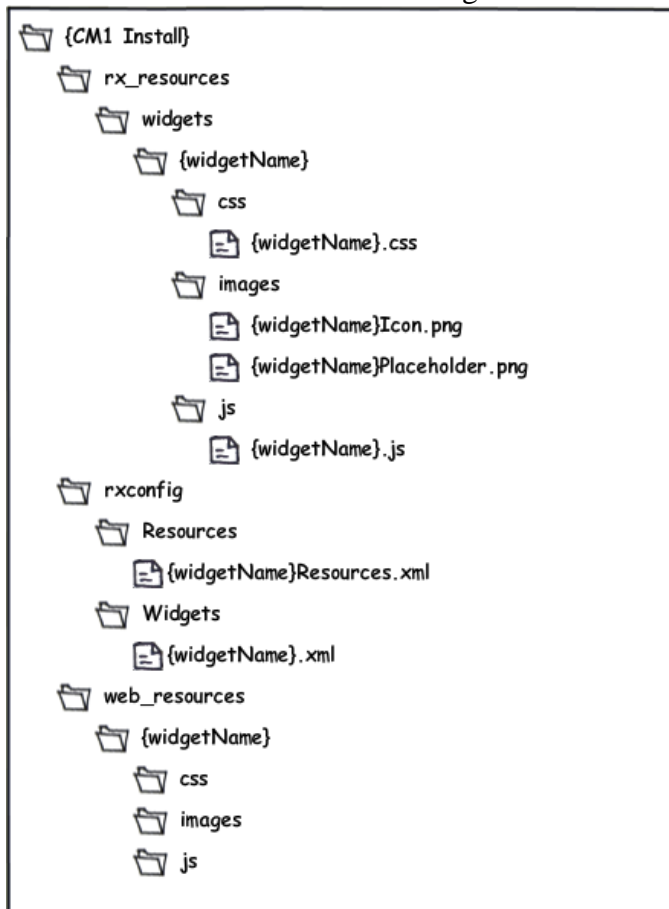 {CM1 Install}
rx_resources
widgets
{widgetName}
css
{widgetName}.css
images
{widgetName}Icon.png
{widgetName}Placeholder.png
js
{widgetName}.js
rxconfig
Resources
{widgetName}Resources.xml
Widgets
{widgetName}.xml
web_resources
{widgetName}
css
images
js